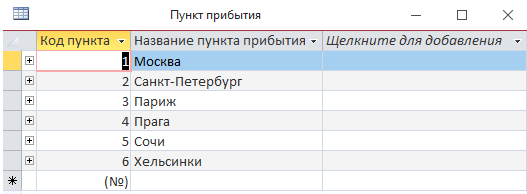 Пункт прибытия
Код пункта Название пункта прибытия Щелкните для добавления
1 Москва
2 Санкт-Петербург
3 Париж
4 Прага
5 Сочи
6 Хельсинки
(№)